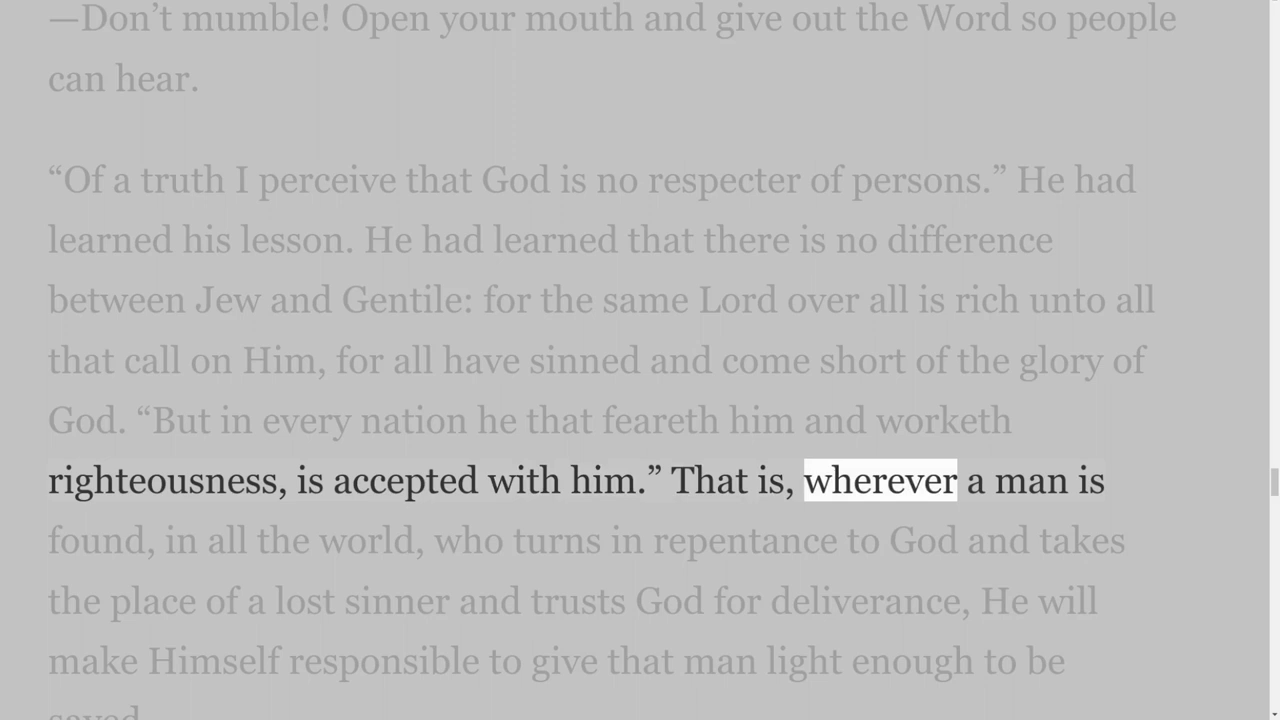 —Don’t mumble! Open your mouth and give out the Word so people
can hear.
“Of a truth I perceive that God is no respecter of persons.” He had
learned his lesson. He had learned that there is no difference
between Jew and Gentile: for the same Lord over all is rich unto all
that call on Him, for all have sinned and come short of the glory of
God. “But in every nation he that feareth him and worketh
righteousness, is accepted with him.” That is, wherever a man is
found, in all the world, who turns in repentance to God and takes
the place of a lost sinner and trusts God for deliverance, He will
make Himself responsible to give that man light enough to be
saved